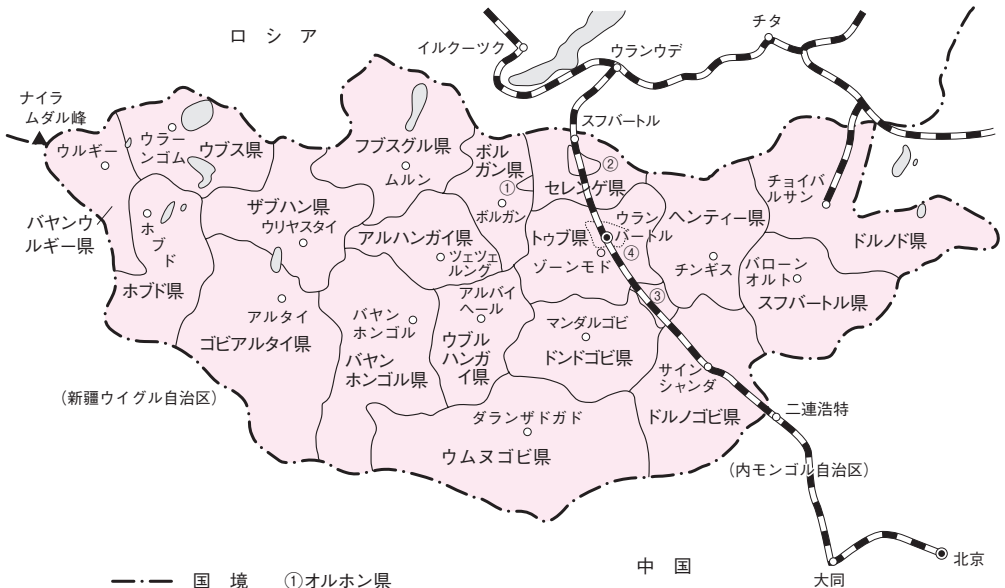 ロシア
イルクーツク
ウランウデ
チタ
ナイラ
ムダル峰
スフバートル
ウルギー
ウラー
ンゴム
ウブス県
フブスグル県
ムルン
ボル
ガン県
①
ボルガン
②
セレンゲ県
チョイバ
ルサン
バヤンウ
ルギー県
ホブド
ザブハン県
ウリヤスタイ
アルハンガイ県
ツェツェ
ルング
トゥブ県
ウラン
バートル
④
ゾーンモド
ヘンティー県
チンギス
ドルノド県
バローン
オルト
スフバートル県
ホブド県
アルタイ
ゴビアルタイ県
バヤン
ホンゴル
バヤン
ホンゴル県
アルバイ
ヘール
ウブル
ハンガ
イ県
③
マンダルゴビ
ドンドゴビ県
サイン
シャンダ
ドルノゴビ県
(新疆ウイグル自治区)
ダランザドガド
ウムヌゴビ県
二連浩特
(内モンゴル自治区)
中国
北京
大同
国境
①オルホン県